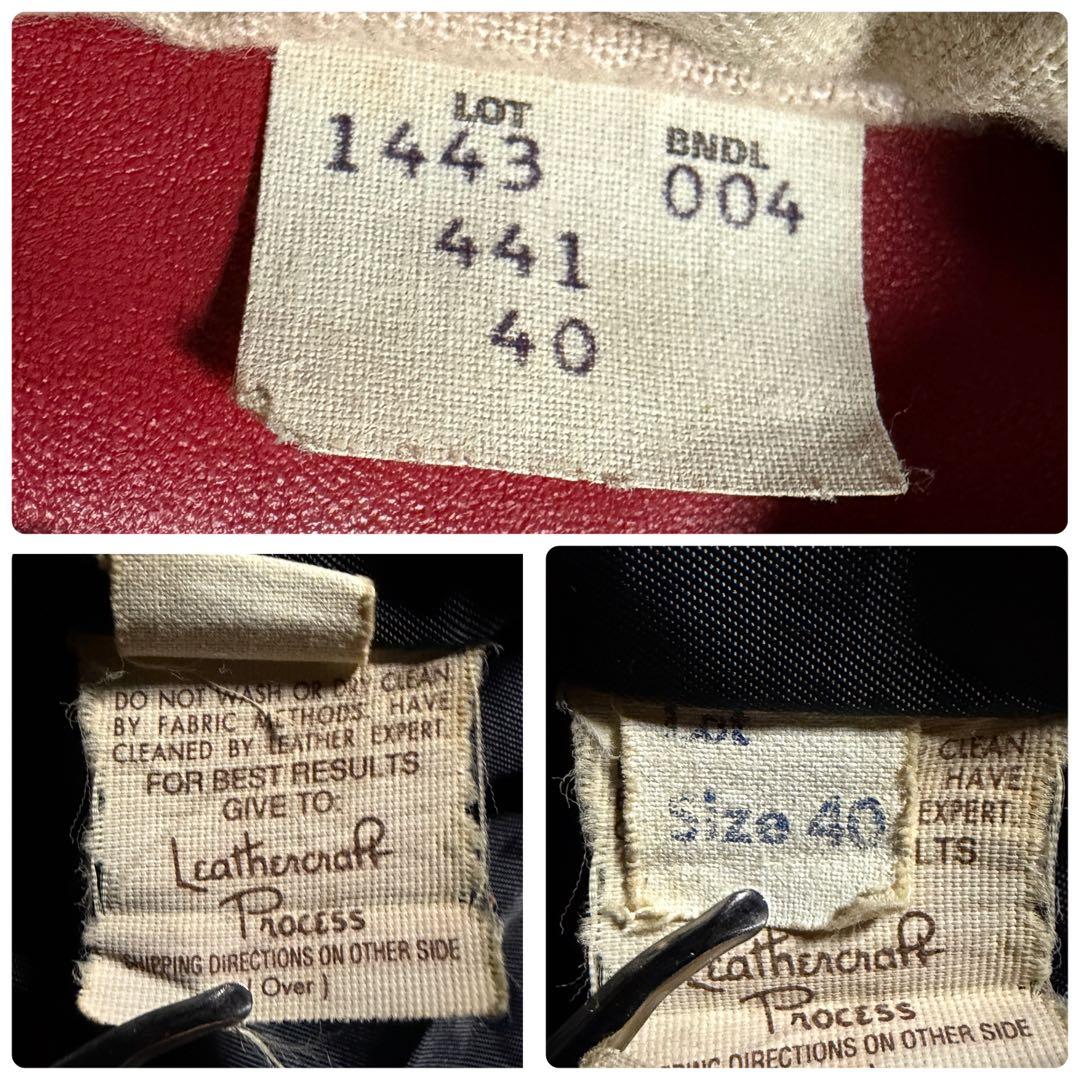 LOT
1443
BNDL
004
441
40
DO NOT WASH OR DRY CLEAN
BY FABRIC METHODS. HAVE
CLEANED BY LEATHER EXPERT.
FOR BEST RESULTS
GIVE TO:
Leathercraft
Process
SHIPPING DIRECTIONS ON OTHER SIDE
( Over )
Lot
Size 40
CLEAN
HAVE
EXPERT.
LTS
Leathercraft
Process
DIRECTIONS ON OTHER SIDE